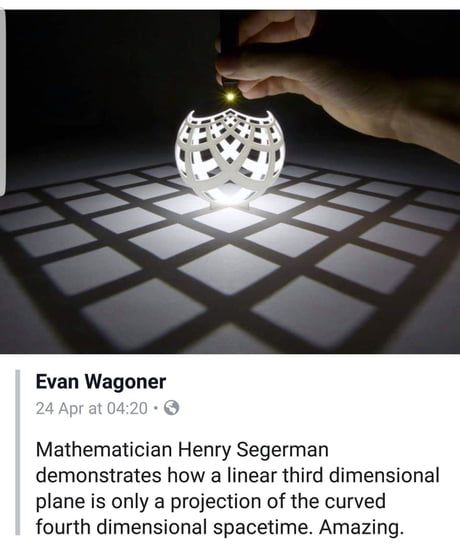 Evan Wagoner
24 Apr at 04:20 ·
Mathematician Henry Segerman
demonstrates how a linear third dimensional
plane is only a projection of the curved
fourth dimensional spacetime. Amazing.